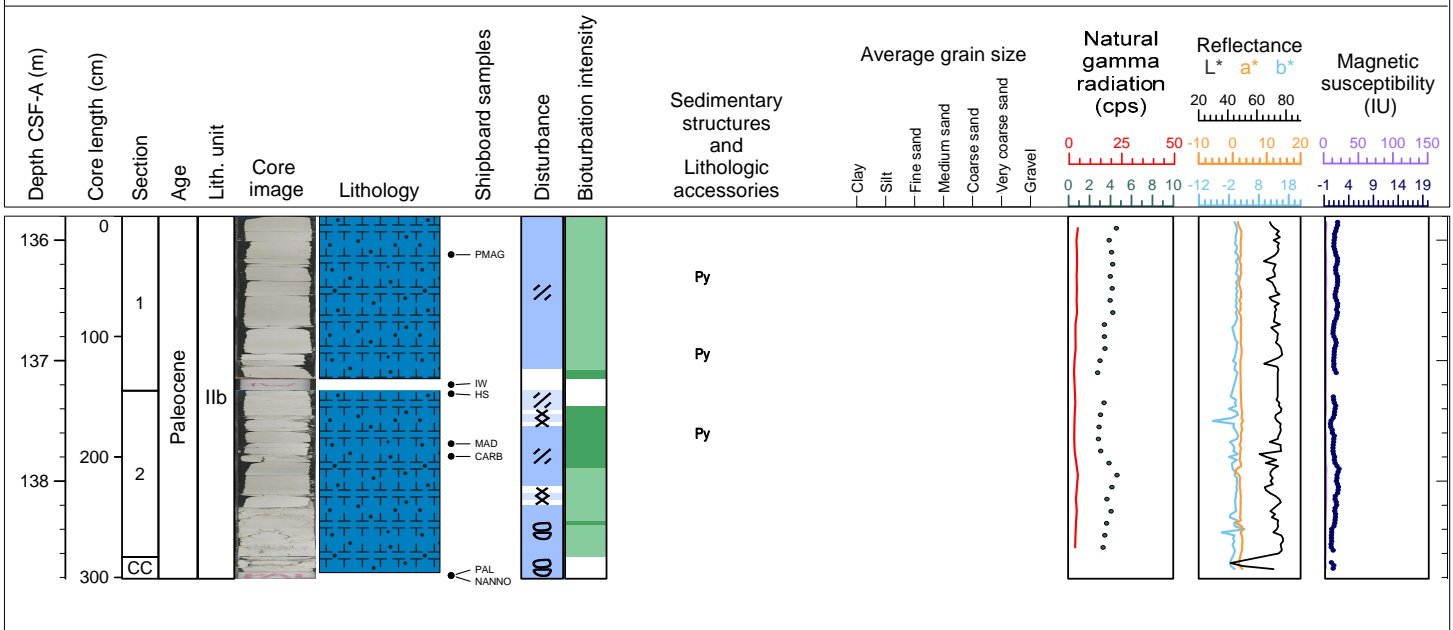 Depth CSF-A (m)
Core length (cm)
Section
Age
Lith. unit
Core
image
Lithology
Shipboard samples
Disturbance
Bioturbation intensity
Sedimentary
structures
and
Lithologic
accessories
Average grain size
Clay
Silt
Fine sand
Medium sand
Coarse sand
Very coarse sand
Gravel
Natural
gamma
radiation
(cps)
0 25 50
0 2 4 6 8 10
Reflectance
L* a* b*
20 40 60 80
-10 0 10 20
-12 -2 8 18
Magnetic
susceptibility
(IU)
0 50 100 150
-1 4 9 14 19
136
137
138
0
100
200
300
1
2
CC
Paleocene
IIb
PMAG
IW
HS
MAD
CARB
PAL
NANNO
Py
Py
Py